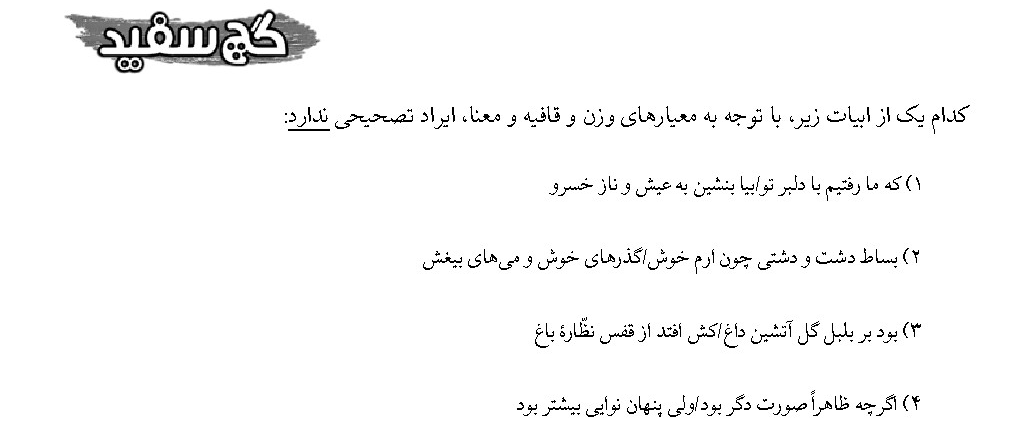 گچ سفید
کدام یک از ابیات زیر، با توجه به معیارهای وزن و قافیه و معنا، ایراد تصحیحی ندارد:
۱) که ما رفتیم با دلبر تو/بیا بنشین به عیش و ناز خسرو
۲) بساط دشت و دشتی چون ارم خوش/گذرهای خوش و می‌های بیغش
۳) بود بر بلبل گل آتشین داغ/کش افتد از قفس نظّارهٔ باغ
۴) اگرچه ظاهراً صورت دگر بود/ولی پنهان نوایی بیشتر بود